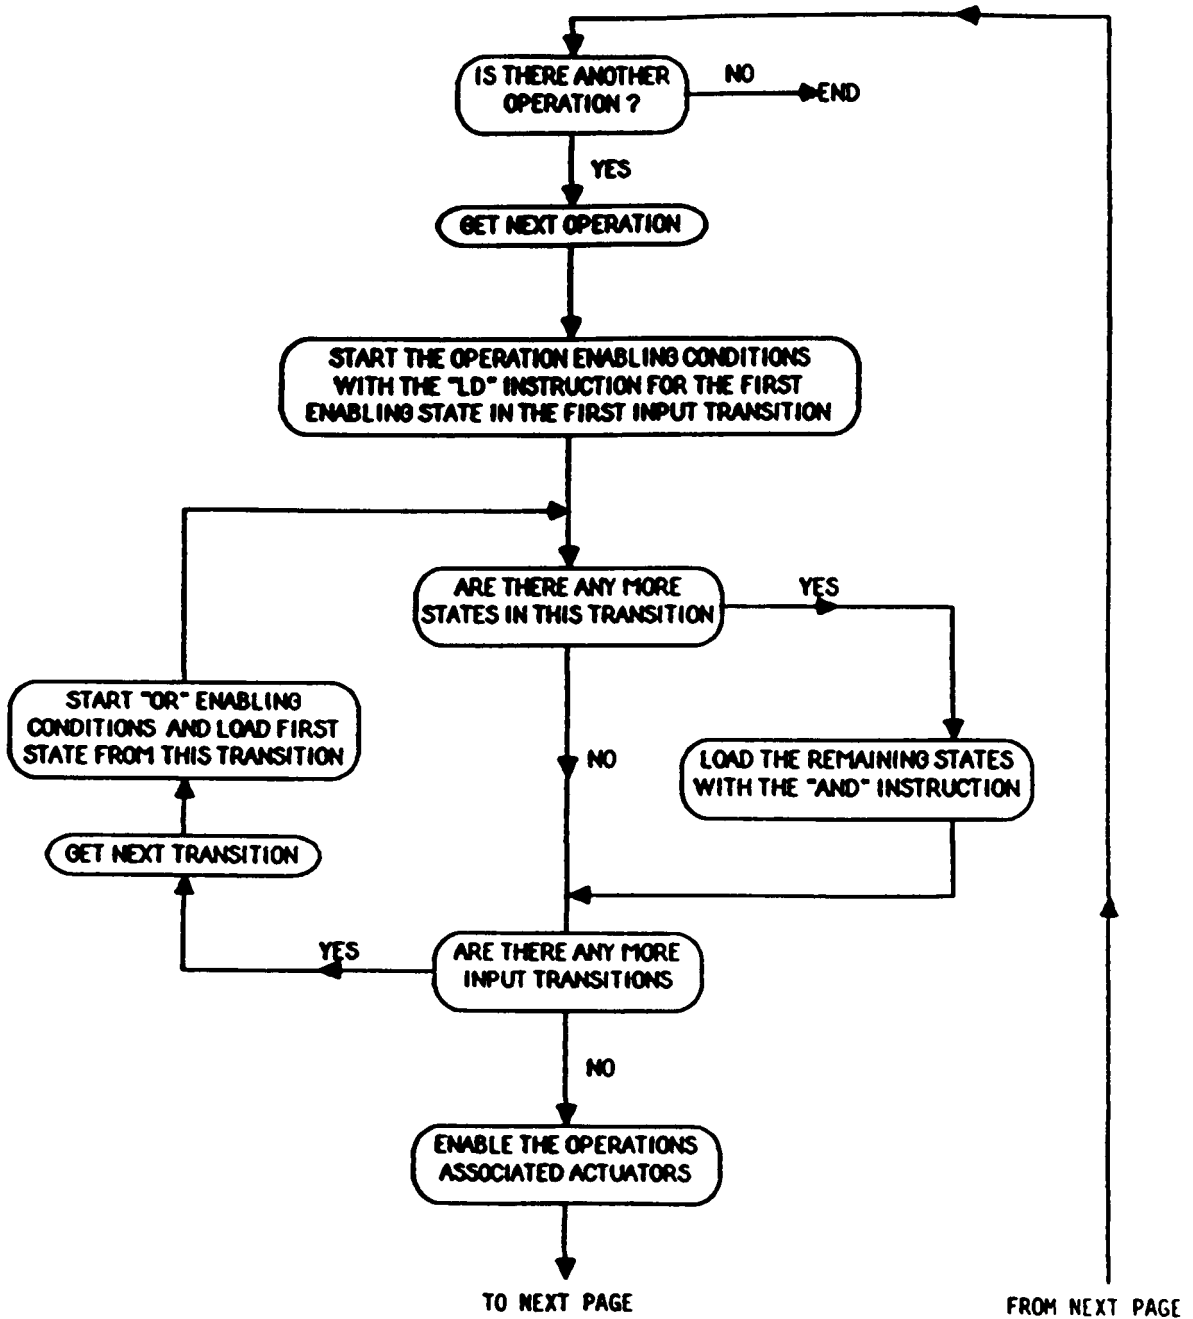 IS THERE ANOTHER
OPERATION ?
NO
END
YES
GET NEXT OPERATION
START THE OPERATION ENABLING CONDITIONS
WITH THE "LD" INSTRUCTION FOR THE FIRST
ENABLING STATE IN THE FIRST INPUT TRANSITION
ARE THERE ANY MORE
STATES IN THIS TRANSITION
YES
START "OR" ENABLING
CONDITIONS AND LOAD FIRST
STATE FROM THIS TRANSITION
NO
LOAD THE REMAINING STATES
WITH THE "AND" INSTRUCTION
GET NEXT TRANSITION
YES
ARE THERE ANY MORE
INPUT TRANSITIONS
NO
ENABLE THE OPERATIONS
ASSOCIATED ACTUATORS
TO NEXT PAGE
FROM NEXT PAGE